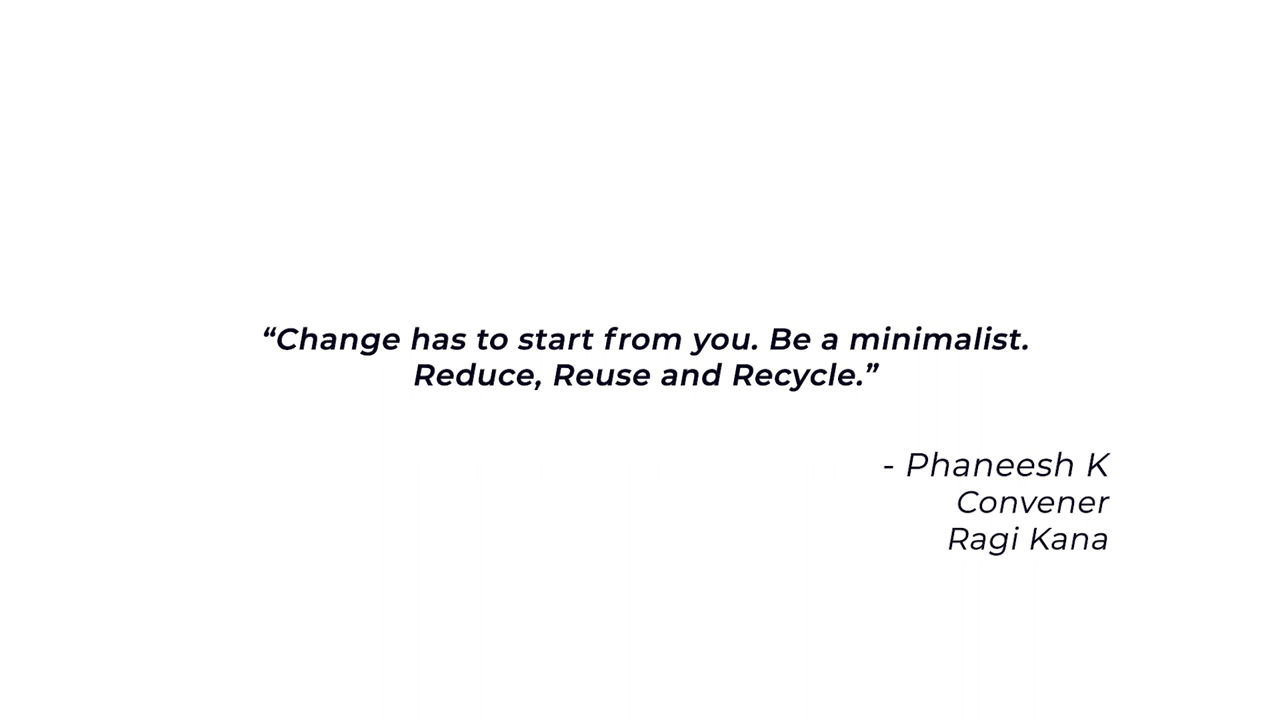 “Change has to start from you. Be a minimalist.
Reduce, Reuse and Recycle.”
- Phaneesh K
Convener
Ragi Kana